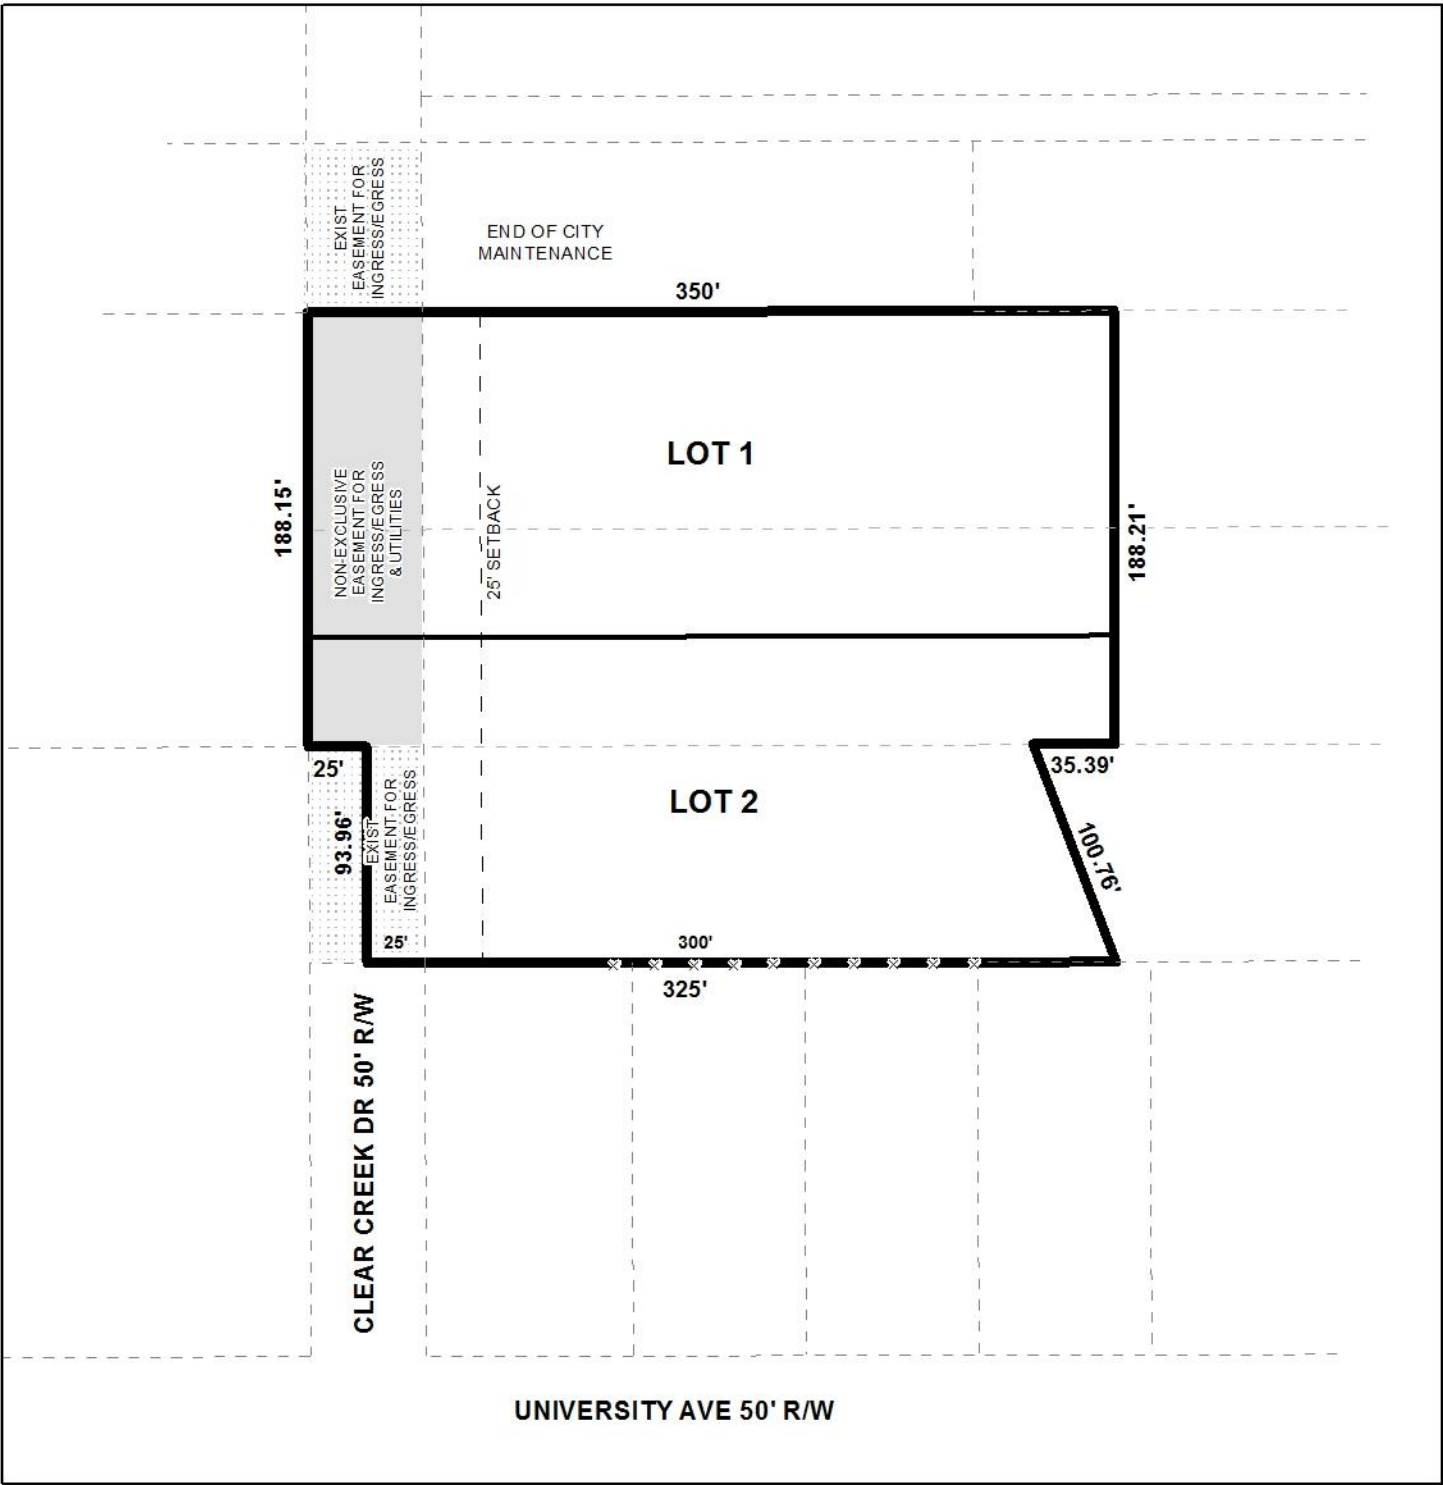 EXIST
EASEMENT FOR
INGRESS/EGRESS
END OF CITY
MAINTENANCE
350'
LOT 1
188.15'
NON-EXCLUSIVE
EASEMENT FOR
INGRESS/EGRESS
& UTILITIES
25' SETBACK
188.21'
25'
35.39'
LOT 2
93.96'
EXIST
EASEMENT FOR
INGRESS/EGRESS
100.76'
25'
300'
325'
CLEAR CREEK DR 50' R/W
UNIVERSITY AVE 50' R/W